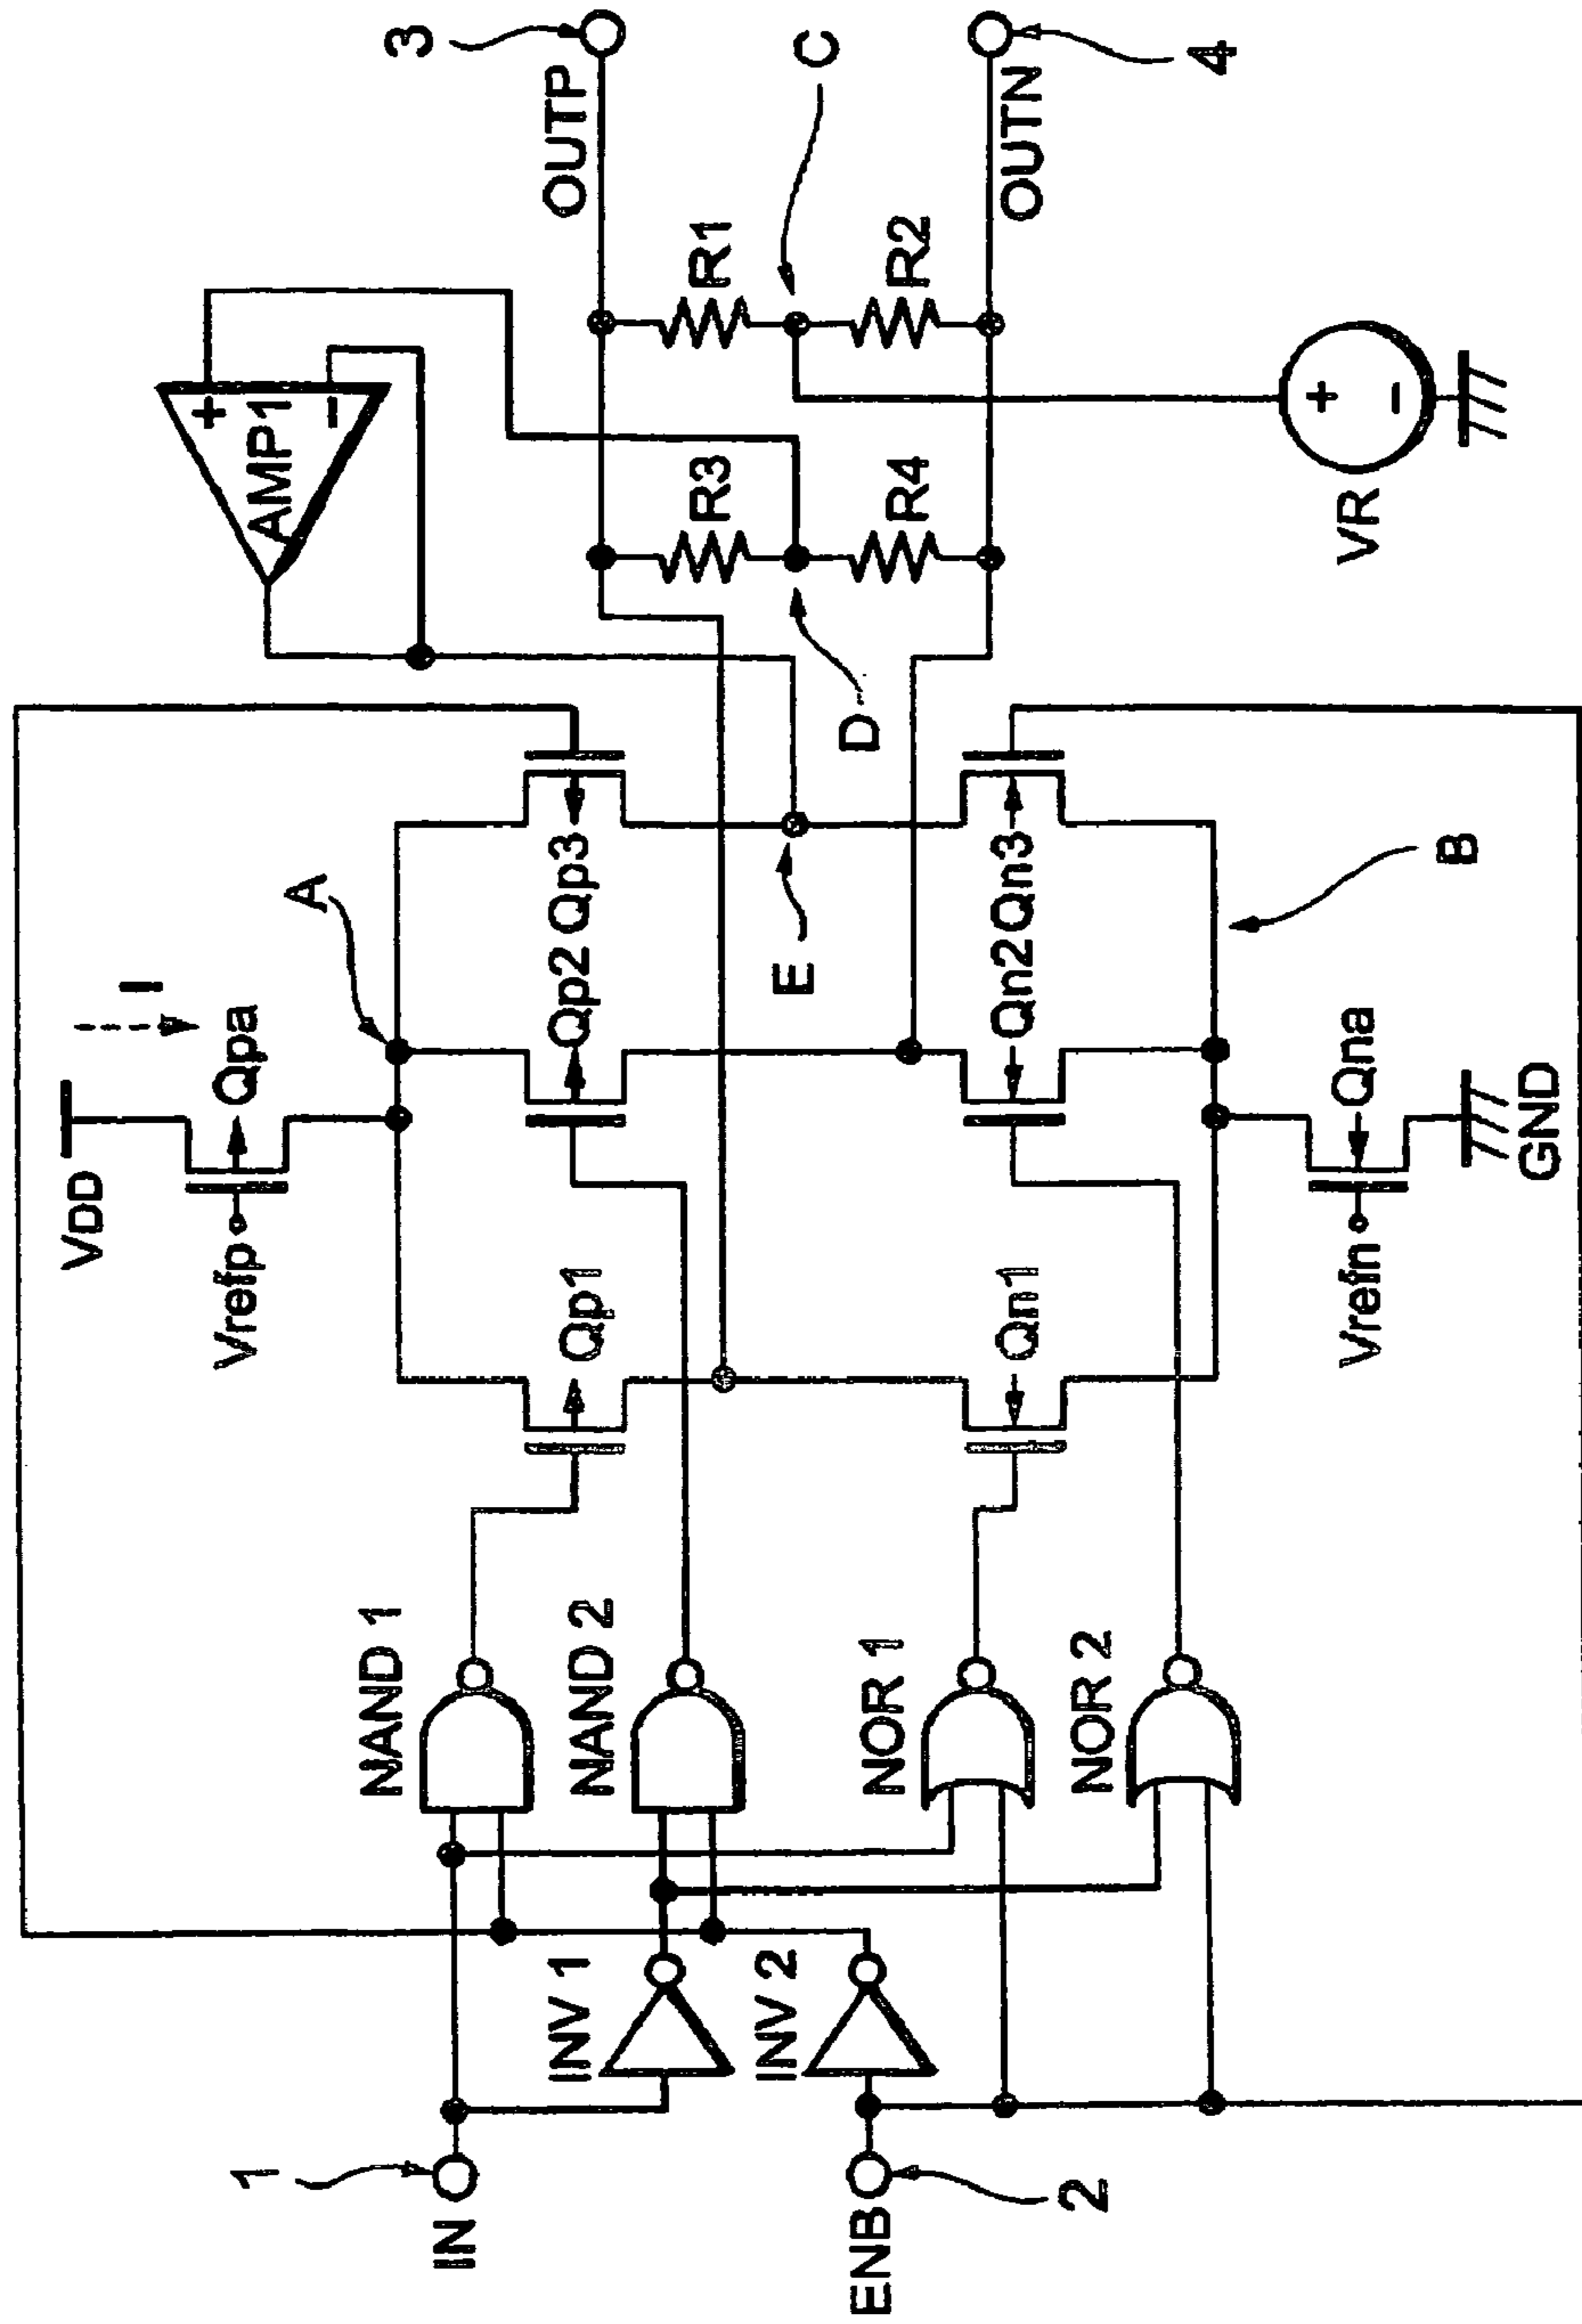 IN
1
ENB
2
INV 1
INV 2
NAND 1
NAND 2
NOR 1
NOR 2
VDD
I
Vrefp
Qpa
A
Qp1
Qp2
Qp3
E
Qn1
Qn2
Qn3
B
Vrefn
Qna
GND
AMP1
+
−
D
R3
R4
R1
R2
C
VR
+
−
OUTP
3
OUTN
4